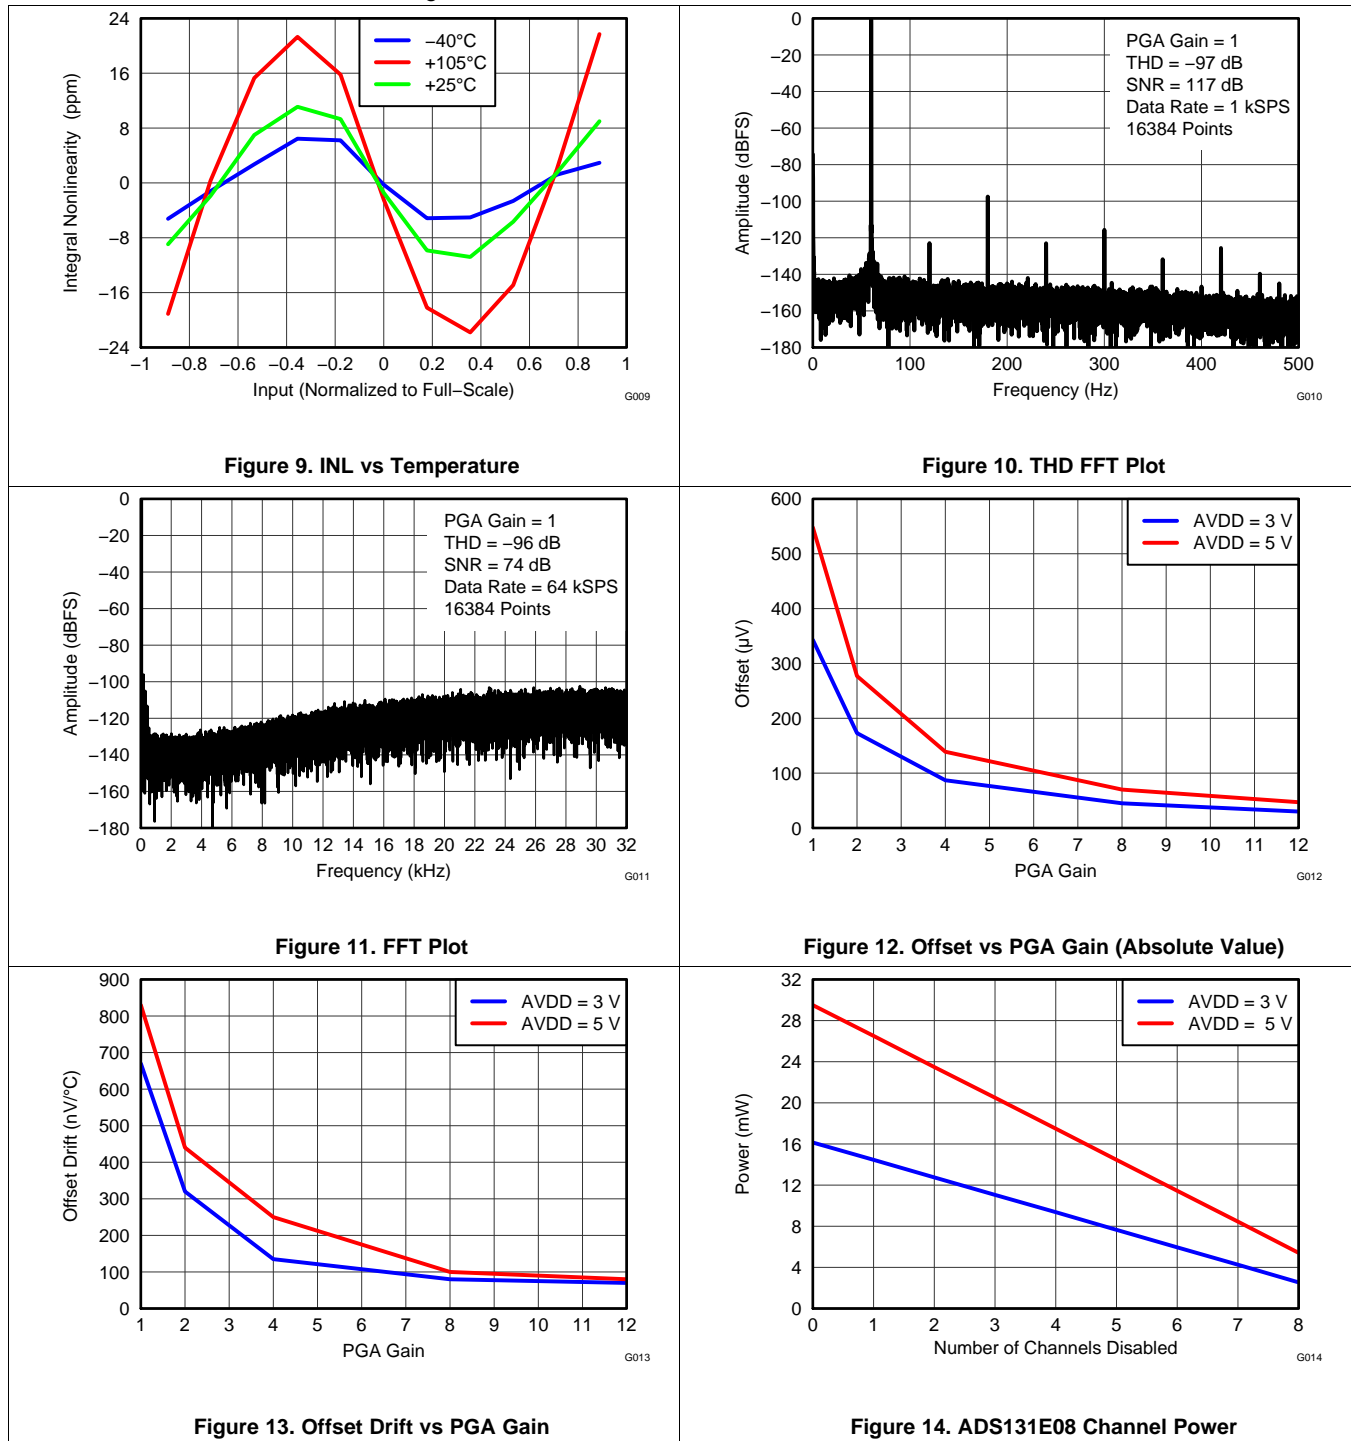 24
16
8
0
−8
−16
−24
Integral Nonlinearity (ppm)
−40°C
+105°C
+25°C
−1 −0.8 −0.6 −0.4 −0.2 0 0.2 0.4 0.6 0.8 1
Input (Normalized to Full−Scale)
G009
Figure 9. INL vs Temperature
0
−20
−40
−60
−80
−100
−120
−140
−160
−180
Amplitude (dBFS)
PGA Gain = 1
THD = −97 dB
SNR = 117 dB
Data Rate = 1 kSPS
16384 Points
0 100 200 300 400 500
Frequency (Hz)
G010
Figure 10. THD FFT Plot
0
−20
−40
−60
−80
−100
−120
−140
−160
−180
Amplitude (dBFS)
PGA Gain = 1
THD = −96 dB
SNR = 74 dB
Data Rate = 64 kSPS
16384 Points
0 2 4 6 8 10 12 14 16 18 20 22 24 26 28 30 32
Frequency (kHz)
G011
Figure 11. FFT Plot
600
500
400
300
200
100
0
Offset (µV)
AVDD = 3 V
AVDD = 5 V
1 2 3 4 5 6 7 8 9 10 11 12
PGA Gain
G012
Figure 12. Offset vs PGA Gain (Absolute Value)
900
800
700
600
500
400
300
200
100
0
Offset Drift (nV/°C)
AVDD = 3 V
AVDD = 5 V
1 2 3 4 5 6 7 8 9 10 11 12
PGA Gain
G013
Figure 13. Offset Drift vs PGA Gain
32
28
24
20
16
12
8
4
0
Power (mW)
AVDD = 3 V
AVDD = 5 V
0 1 2 3 4 5 6 7 8
Number of Channels Disabled
G014
Figure 14. ADS131E08 Channel Power